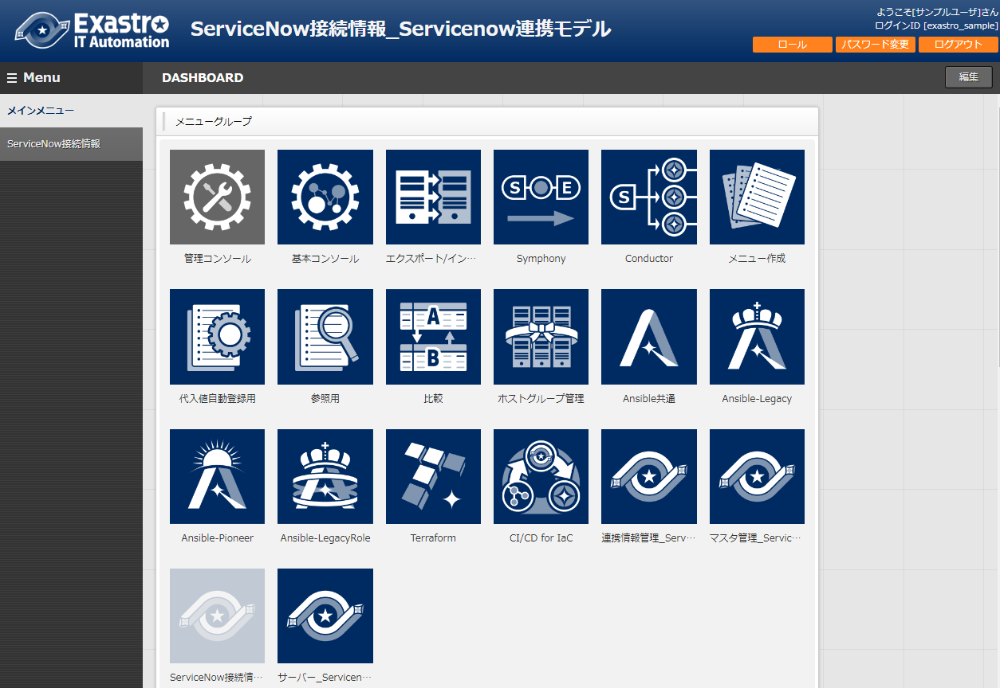 Exastro
IT Automation
ServiceNow接続情報_Servicenow連携モデル
ようこそ[サンプルユーザ]さん
ログインID [exastro_sample]
ロール
パスワード変更
ログアウト
Menu
DASHBOARD
編集
メインメニュー
ServiceNow接続情報
メニューグループ
S
E
S
管理コンソール
基本コンソール
エクスポート/イン…
Symphony
Conductor
メニュー作成
A
B
代入値自動登録用
参照用
比較
ホストグループ管理
Ansible共通
Ansible-Legacy
Ansible-Pioneer
Ansible-LegacyRole
Terraform
CI/CD for IaC
連携情報管理_Serv…
マスタ管理_Servic…
ServiceNow接続情…
サーバー_Servicen…